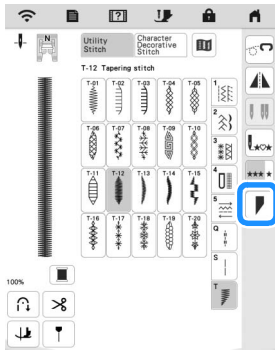 N
Utility
Stitch
Character
Decorative
Stitch
T-12 Tapering stitch
T-01 T-02 T-03 T-04 T-05
T-06 T-07 T-08 T-09 T-10
T-11 T-12 T-13 T-14 T-15
T-16 T-17 T-18 T-19 T-20
1
2
3
4
5
Q
S
T
100%